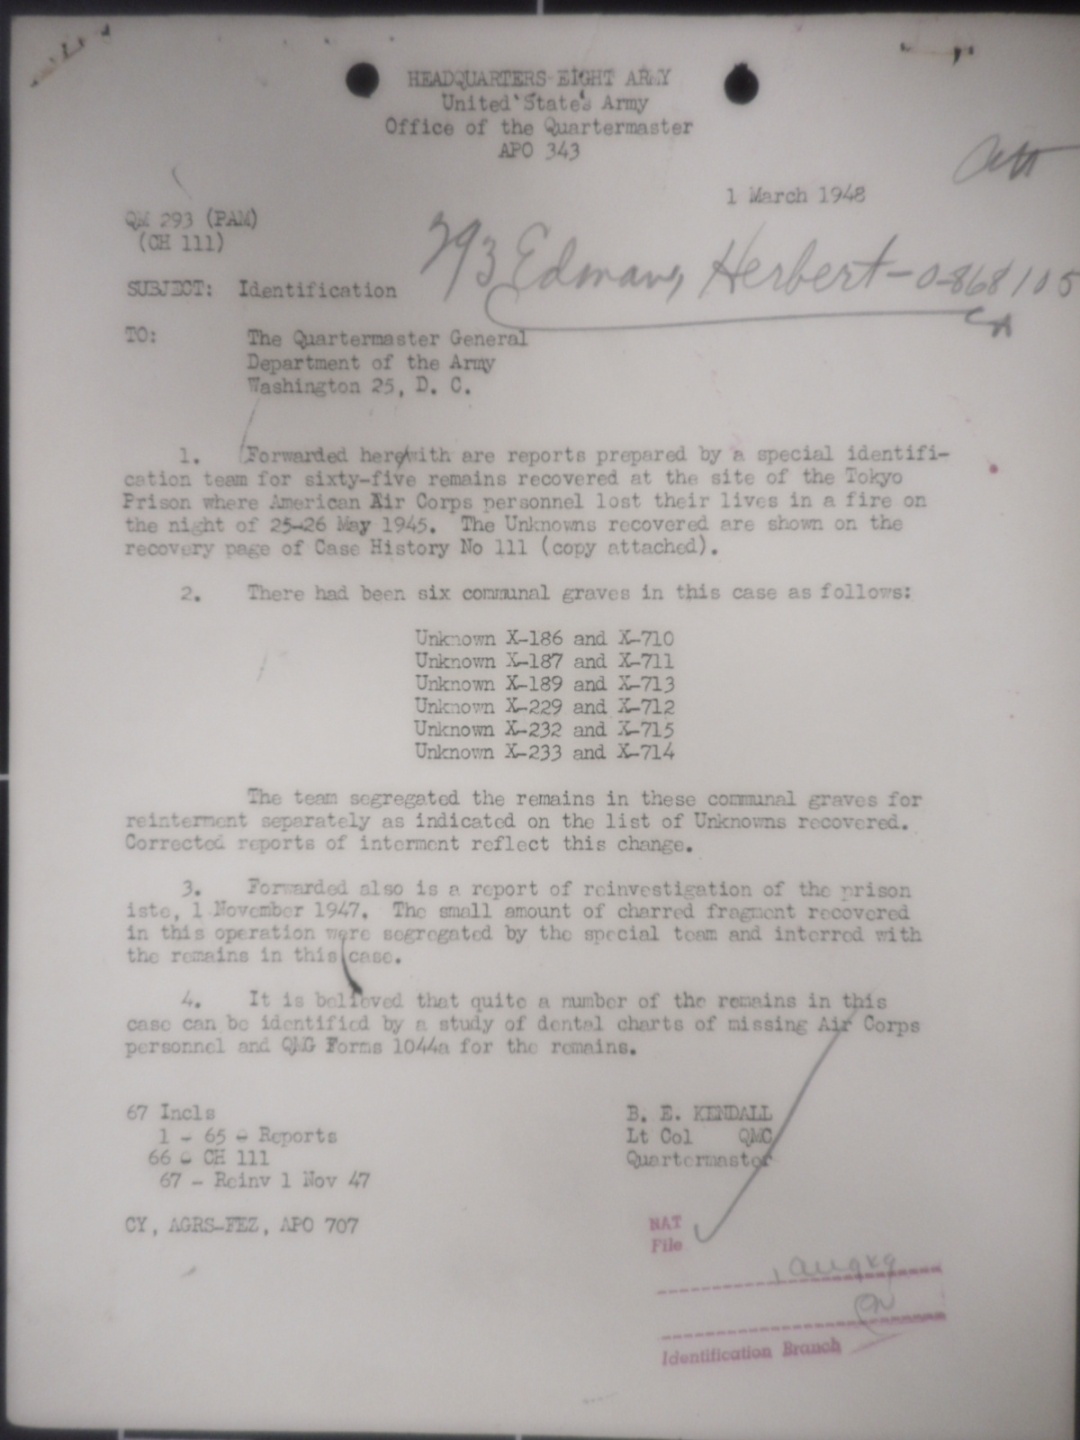 HEADQUARTERS EIGHT ARMY
United States Army
Office of the Quartermaster
APO 343
1 March 1948
QM 293 (PAM)
(CH 111)
293 Edmans, Herbert - 0-868105
SUBJECT: Identification
TO: The Quartermaster General
Department of the Army
Washington 25, D. C.
1. Forwarded herewith are reports prepared by a special identifi-
cation team for sixty-five remains recovered at the site of the Tokyo
Prison where American Air Corps personnel lost their lives in a fire on
the night of 25-26 May 1945. The Unknowns recovered are shown on the
recovery page of Case History No 111 (copy attached).
2. There had been six communal graves in this case as follows:
Unknown X-186 and X-710
Unknown X-187 and X-711
Unknown X-189 and X-713
Unknown X-229 and X-712
Unknown X-232 and X-715
Unknown X-233 and X-714
The team segregated the remains in these communal graves for
reinterment separately as indicated on the list of Unknowns recovered.
Corrected reports of interment reflect this change.
3. Forwarded also is a report of reinvestigation of the prison
iste, 1 November 1947. The small amount of charred fragment recovered
in this operation were segregated by the special team and interred with
the remains in this case.
4. It is believed that quite a number of the remains in this
case can be identified by a study of dental charts of missing Air Corps
personnel and QMG Forms 1044a for the remains.
67 Incls
1 - 65 - Reports
66 - CH 111
67 - Reinv 1 Nov 47
B. E. KENDALL
Lt Col QMC
Quartermaster
CY, AGRS-FEZ, APO 707
NAT
File
Identification Branch